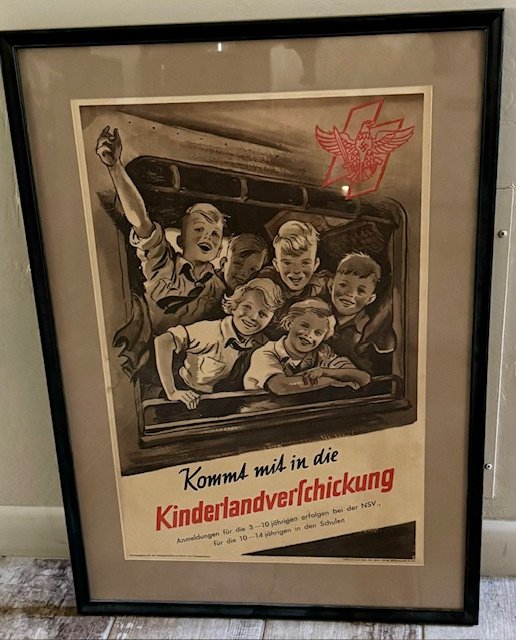 Kommt mit in die
Kinderlandverſchickung
Anmeldungen für die 3—10 jährigen erfolgen bei der NSV.,
für die 10—14 jährigen in den Schulen